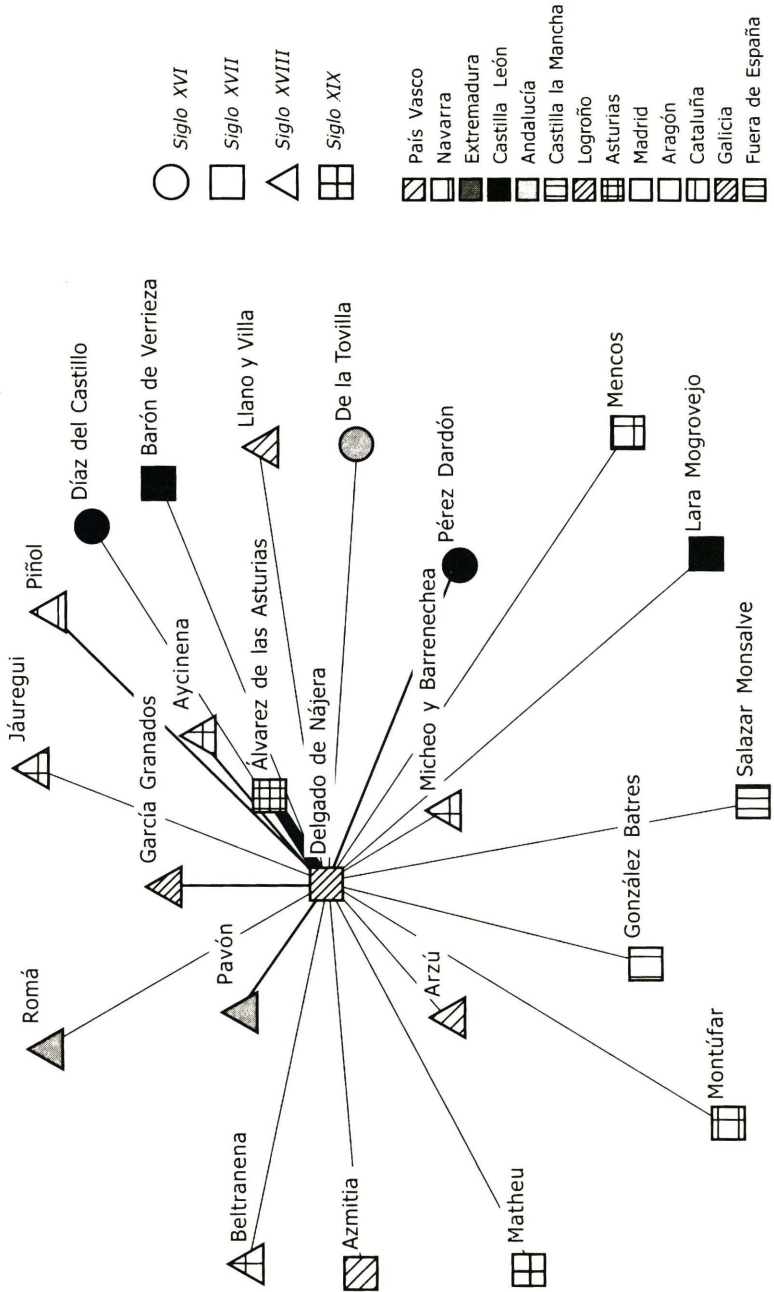 Siglo XVI
Siglo XVII
Siglo XVIII
Siglo XIX
País Vasco
Navarra
Extremadura
Castilla León
Andalucía
Castilla la Mancha
Logroño
Asturias
Madrid
Aragón
Cataluña
Galicia
Fuera de España
Díaz del Castillo
Barón de Verrieza
Llano y Villa
De la Tovilla
Piñol
Jáuregui
Aycinena
Álvarez de las Asturias
García Granados
Delgado de Nájera
Pérez Dardón
Mencos
Micheo y Barrenechea
Lara Mogrovejo
Salazar Monsalve
González Batres
Romá
Pavón
Arzú
Montúfar
Beltranena
Azmitia
Matheu